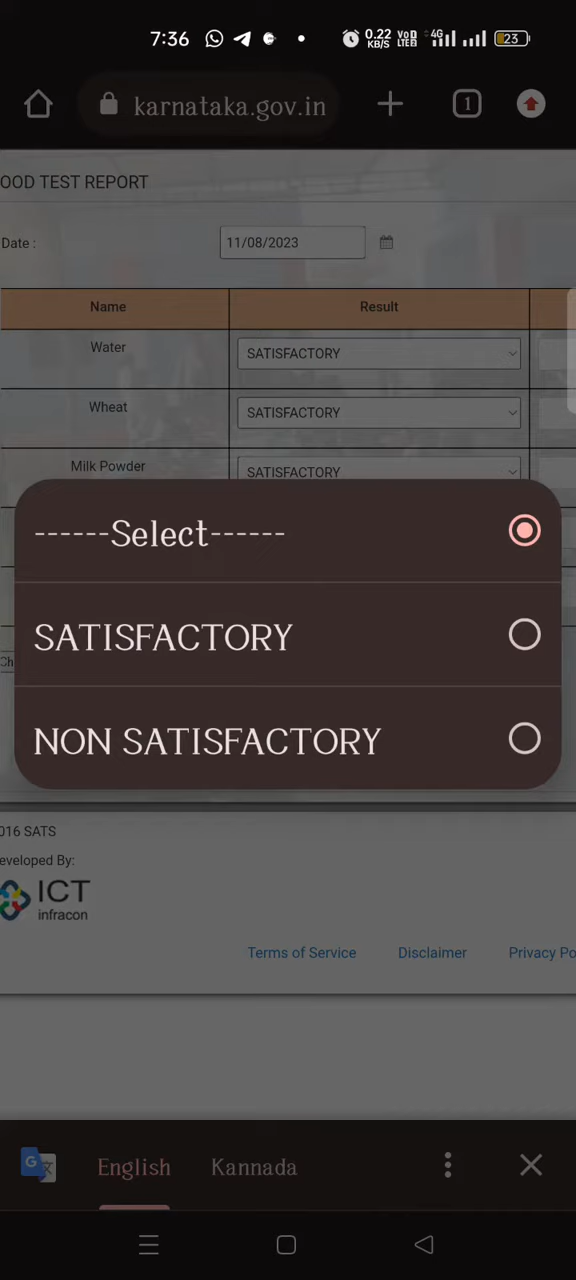 7:36
0.22
KB/S
VoD
LTE2
4G
23
karnataka.gov.in
1
OOD TEST REPORT
Date :
11/08/2023
Name
Result
Water
SATISFACTORY
Wheat
SATISFACTORY
Milk Powder
SATISFACTORY
------Select------
SATISFACTORY
Ch
NON SATISFACTORY
016 SATS
eveloped By:
ICT
infracon
Terms of Service
Disclaimer
Privacy Po
G
English
Kannada